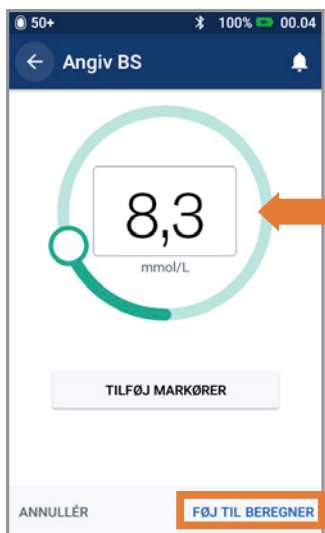 50+ 100% 00.04
Angiv BS
8,3
mmol/L
TILFØJ MARKØRER
ANNULLÉR FØJ TIL BEREGNER